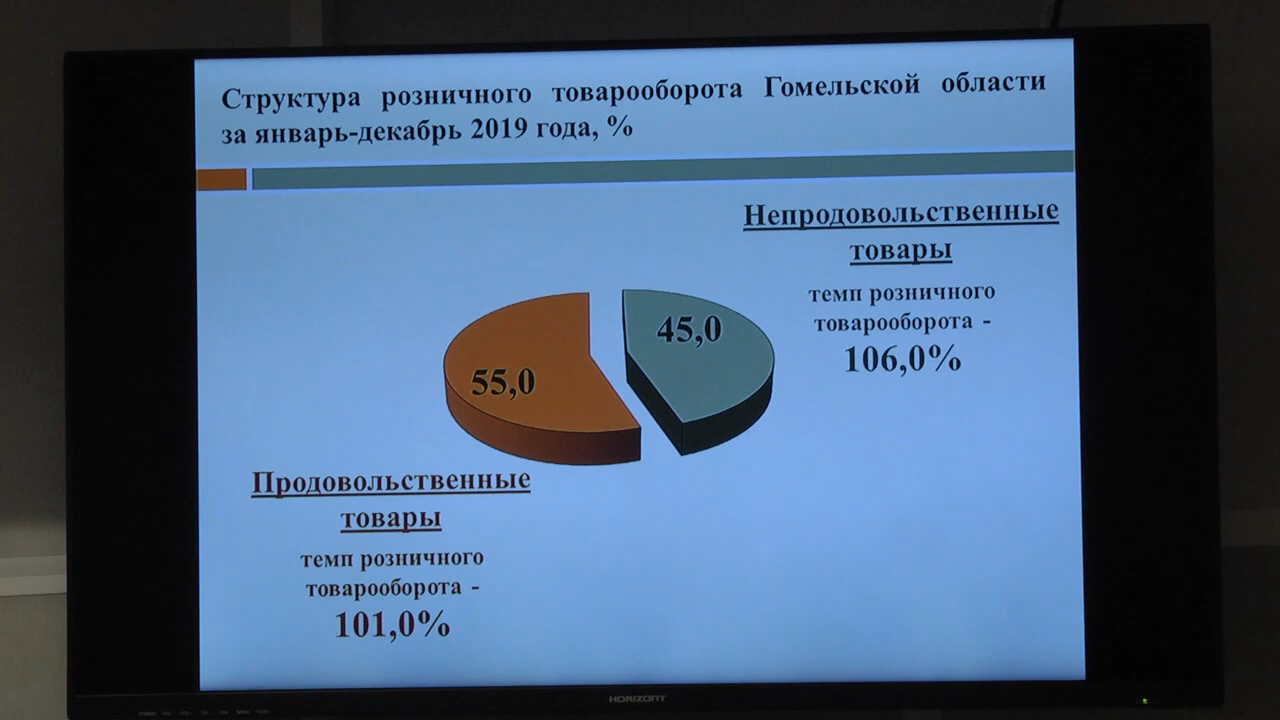 Структура розничного товарооборота Гомельской области
за январь-декабрь 2019 года, %
Непродовольственные
товары
темп розничного
товарооборота -
106,0%
45,0
55,0
Продовольственные
товары
темп розничного
товарооборота -
101,0%
HORIZONT